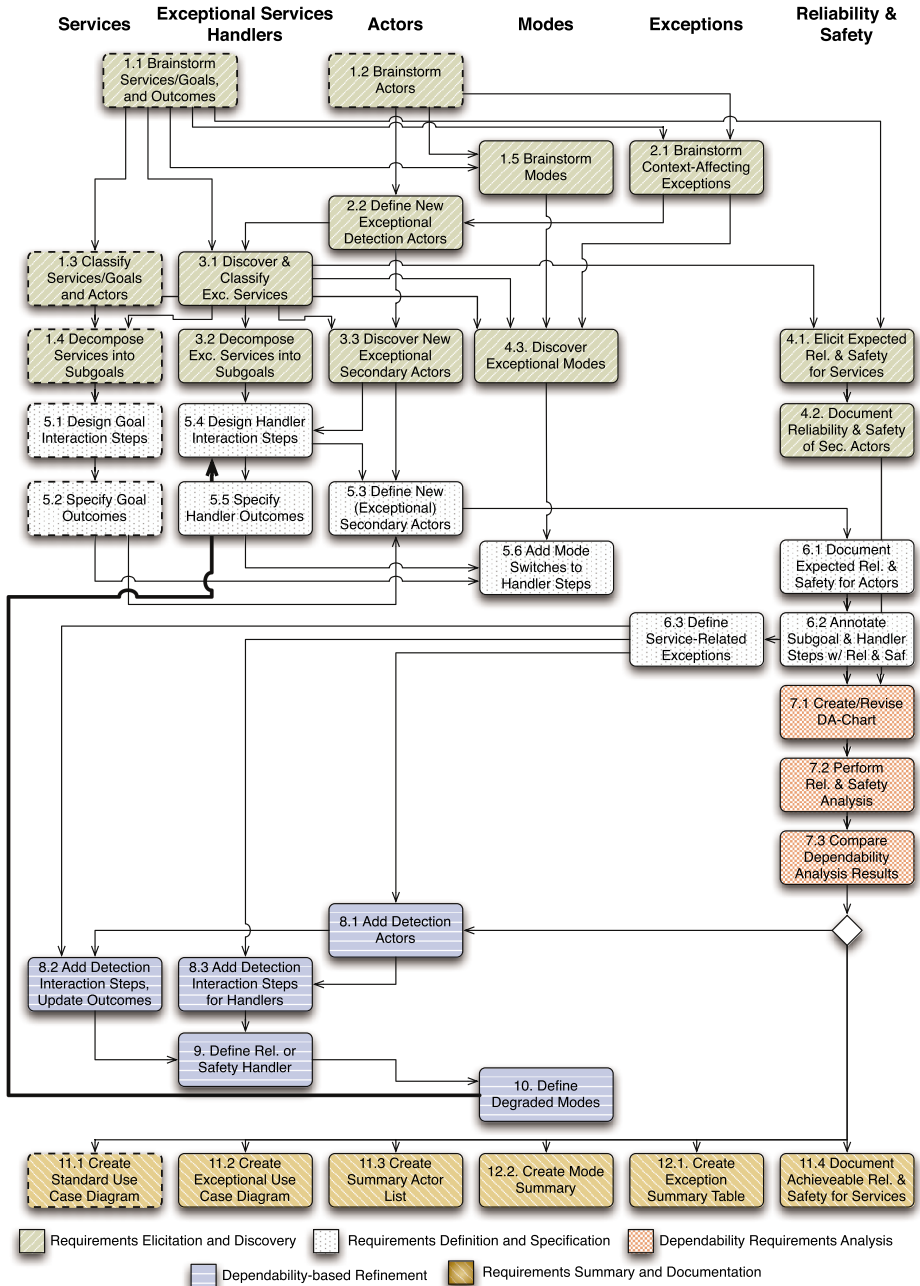 Services
Exceptional Services
Handlers
Actors
Modes
Exceptions
Reliability &
Safety
1.1 Brainstorm
Services/Goals,
and Outcomes
1.2 Brainstorm
Actors
1.5 Brainstorm
Modes
2.1 Brainstorm
Context-Affecting
Exceptions
2.2 Define New
Exceptional
Detection Actors
1.3 Classify
Services/Goals
and Actors
3.1 Discover &
Classify
Exc. Services
1.4 Decompose
Services into
Subgoals
3.2 Decompose
Exc. Services into
Subgoals
3.3 Discover New
Exceptional
Secondary Actors
4.3. Discover
Exceptional Modes
4.1. Elicit Expected
Rel. & Safety
for Services
5.1 Design Goal
Interaction Steps
5.4 Design Handler
Interaction Steps
4.2. Document
Reliability & Safety
of Sec. Actors
5.2 Specify Goal
Outcomes
5.5 Specify
Handler Outcomes
5.3 Define New
(Exceptional)
Secondary Actors
5.6 Add Mode
Switches to
Handler Steps
6.1 Document
Expected Rel. &
Safety for Actors
6.3 Define
Service-Related
Exceptions
6.2 Annotate
Subgoal & Handler
Steps w/ Rel & Saf
7.1 Create/Revise
DA-Chart
7.2 Perform
Rel. & Safety
Analysis
7.3 Compare
Dependability
Analysis Results
8.1 Add Detection
Actors
8.2 Add Detection
Interaction Steps,
Update Outcomes
8.3 Add Detection
Interaction Steps
for Handlers
9. Define Rel. or
Safety Handler
10. Define
Degraded Modes
11.1 Create
Standard Use
Case Diagram
11.2 Create
Exceptional Use
Case Diagram
11.3 Create
Summary Actor
List
12.2. Create Mode
Summary
12.1. Create
Exception
Summary Table
11.4 Document
Achieveable Rel. &
Safety for Services
Requirements Elicitation and Discovery
Requirements Definition and Specification
Dependability Requirements Analysis
Dependability-based Refinement
Requirements Summary and Documentation